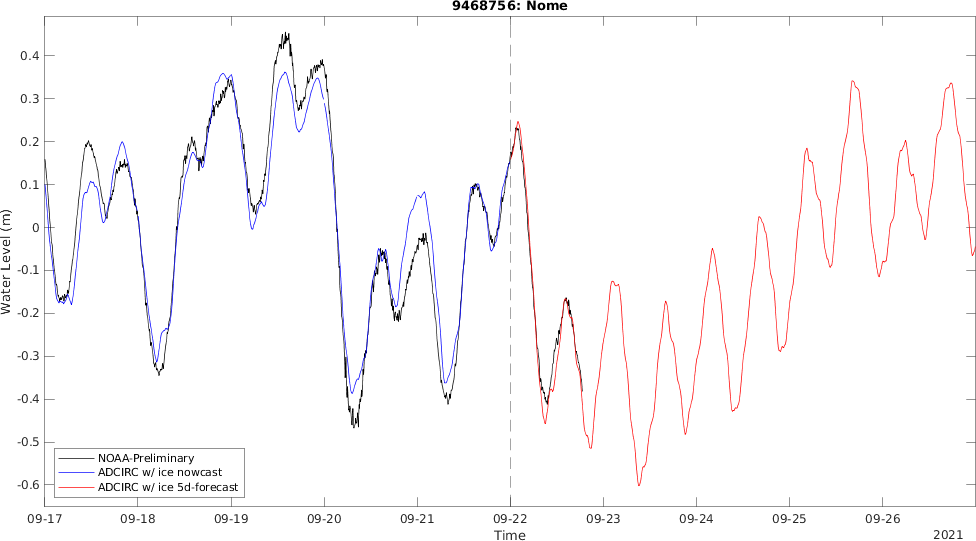 9468756: Nome
0.4
0.3
0.2
0.1
0
-0.1
-0.2
-0.3
-0.4
-0.5
-0.6
Water Level (m)
NOAA-Preliminary
ADCIRC w/ ice nowcast
ADCIRC w/ ice 5d-forecast
09-17 09-18 09-19 09-20 09-21 09-22 09-23 09-24 09-25 09-26
Time
2021